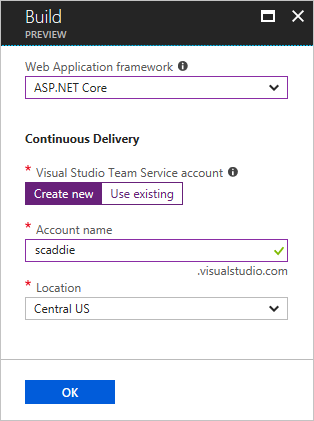 Build
PREVIEW
Web Application framework
ASP.NET Core
Continuous Delivery
* Visual Studio Team Service account
Create new Use existing
* Account name
scaddie
.visualstudio.com
* Location
Central US
OK